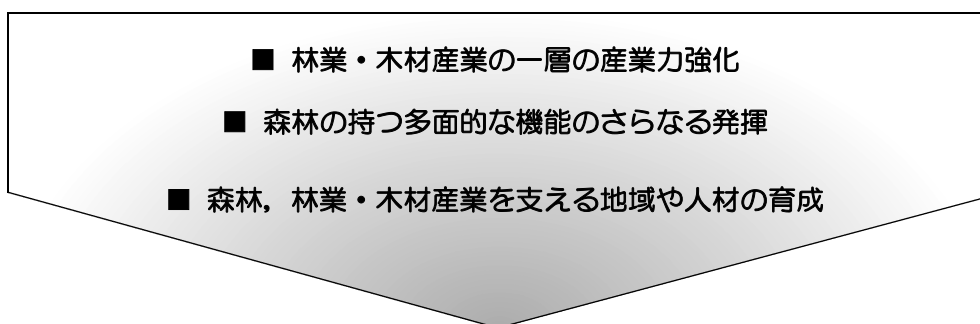 ■ 林業・木材産業の一層の産業力強化
■ 森林の持つ多面的な機能のさらなる発揮
■ 森林，林業・木材産業を支える地域や人材の育成